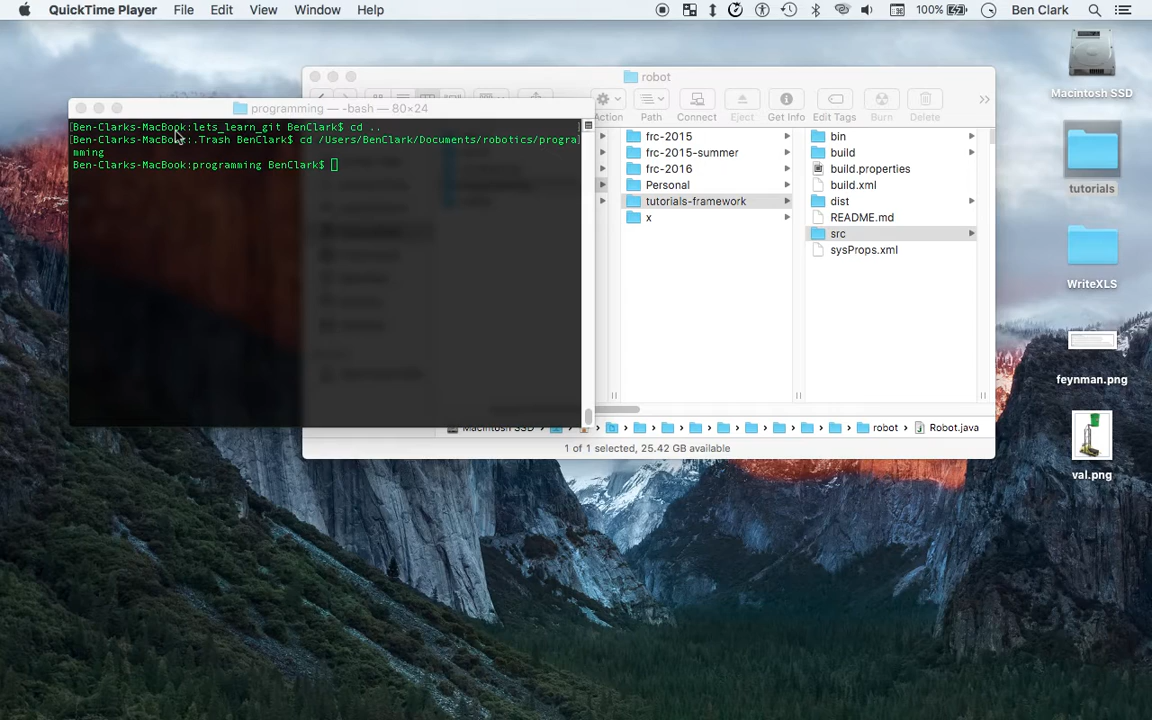 QuickTime Player File Edit View Window Help 100% Ben Clark
robot
Macintosh SSD
programming — -bash — 80×24
Action Path Connect Eject Get Info Edit Tags Burn Delete
[Ben-Clarks-MacBook:lets_learn_git BenClark$ cd .. ]
[Ben-Clarks-MacBook:.Trash BenClark$ cd /Users/BenClark/Documents/robotics/progra]
mming
Ben-Clarks-MacBook:programming BenClark$
frc-2015
frc-2015-summer
frc-2016
Personal
tutorials-framework
x
bin
build
build.properties
build.xml
dist
README.md
src
sysProps.xml
tutorials
WriteXLS
feynman.png
val.png
Macintosh SSD robot Robot.java
1 of 1 selected, 25.42 GB available